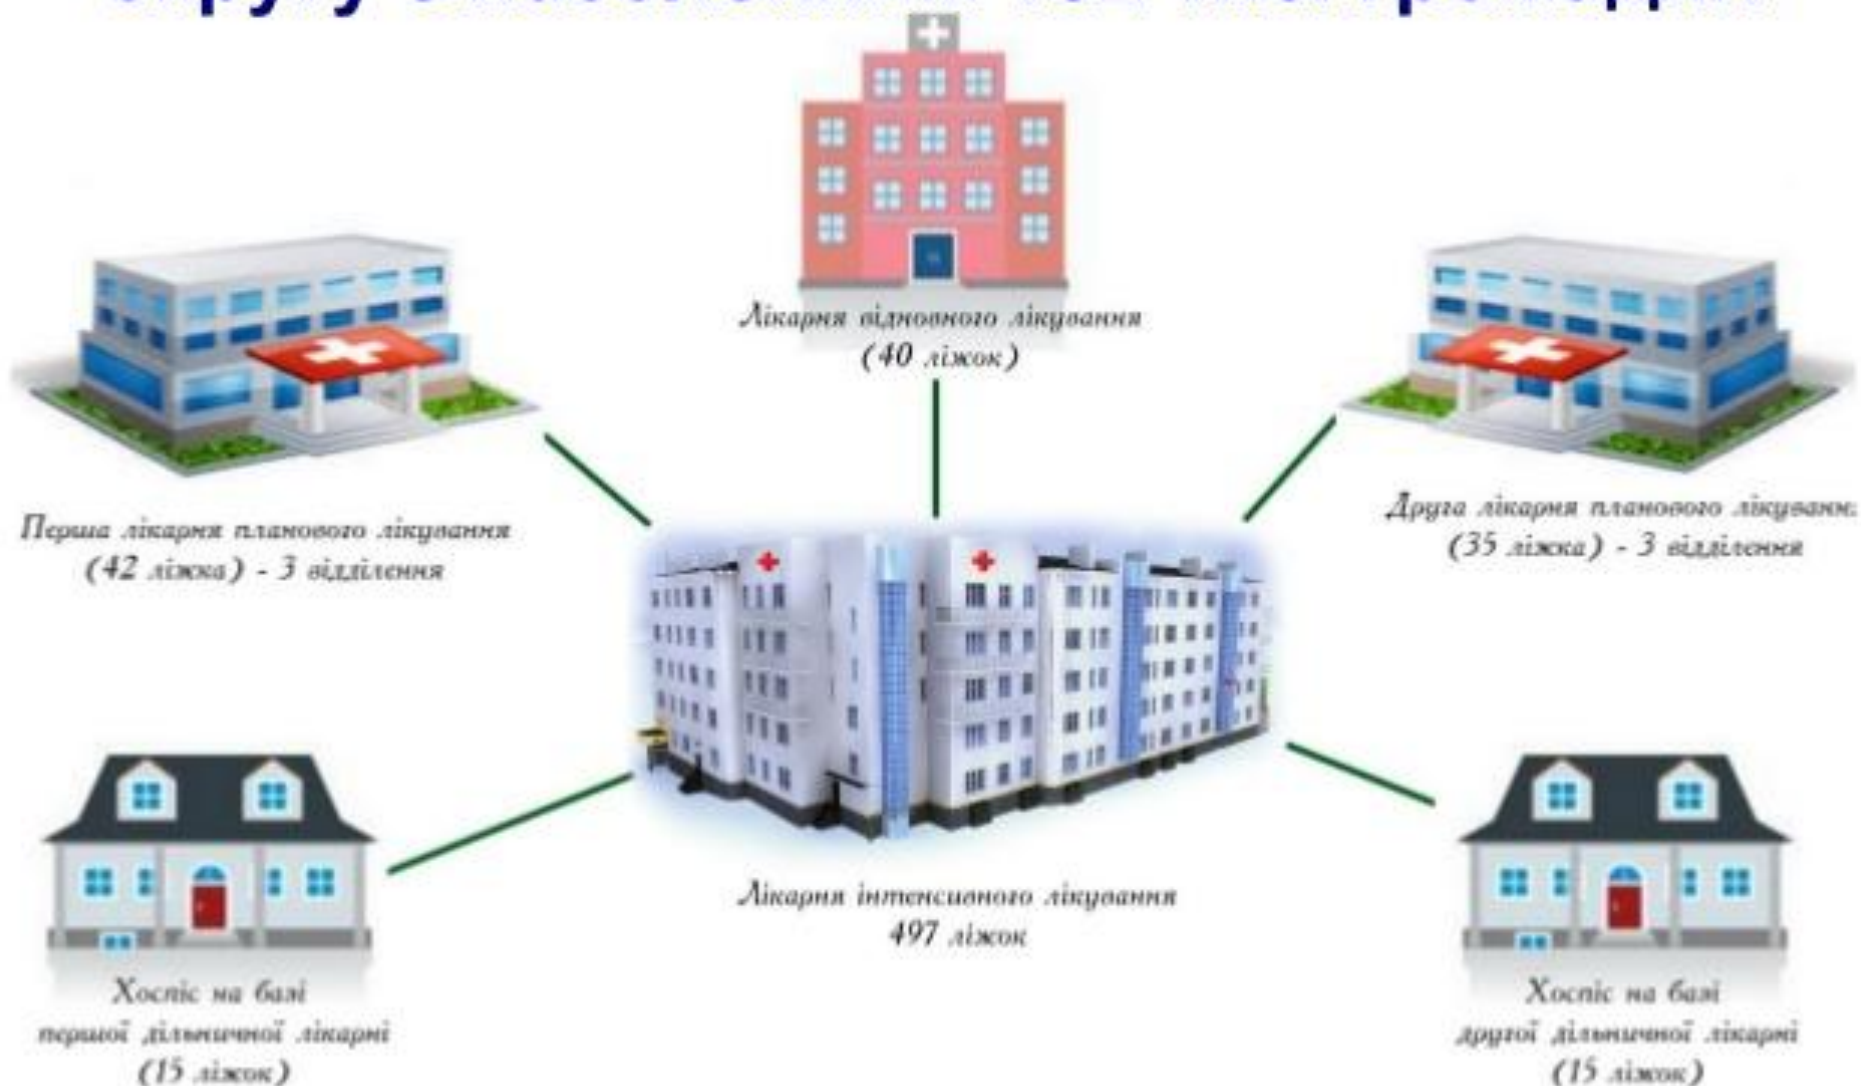 Лікарня відновного лікування
(40 ліжок)
Перша лікарня планового лікування
(42 ліжка) - 3 відділення
Друга лікарня планового
(35 ліжка) - 3 відділення
Лікарня інтенсивного лікування
497 ліжок
Хоспіс на базі
першої дільничної лікарні
(15 ліжок)
Хоспіс на базі
другої дільничної лікарні
(15 ліжок)